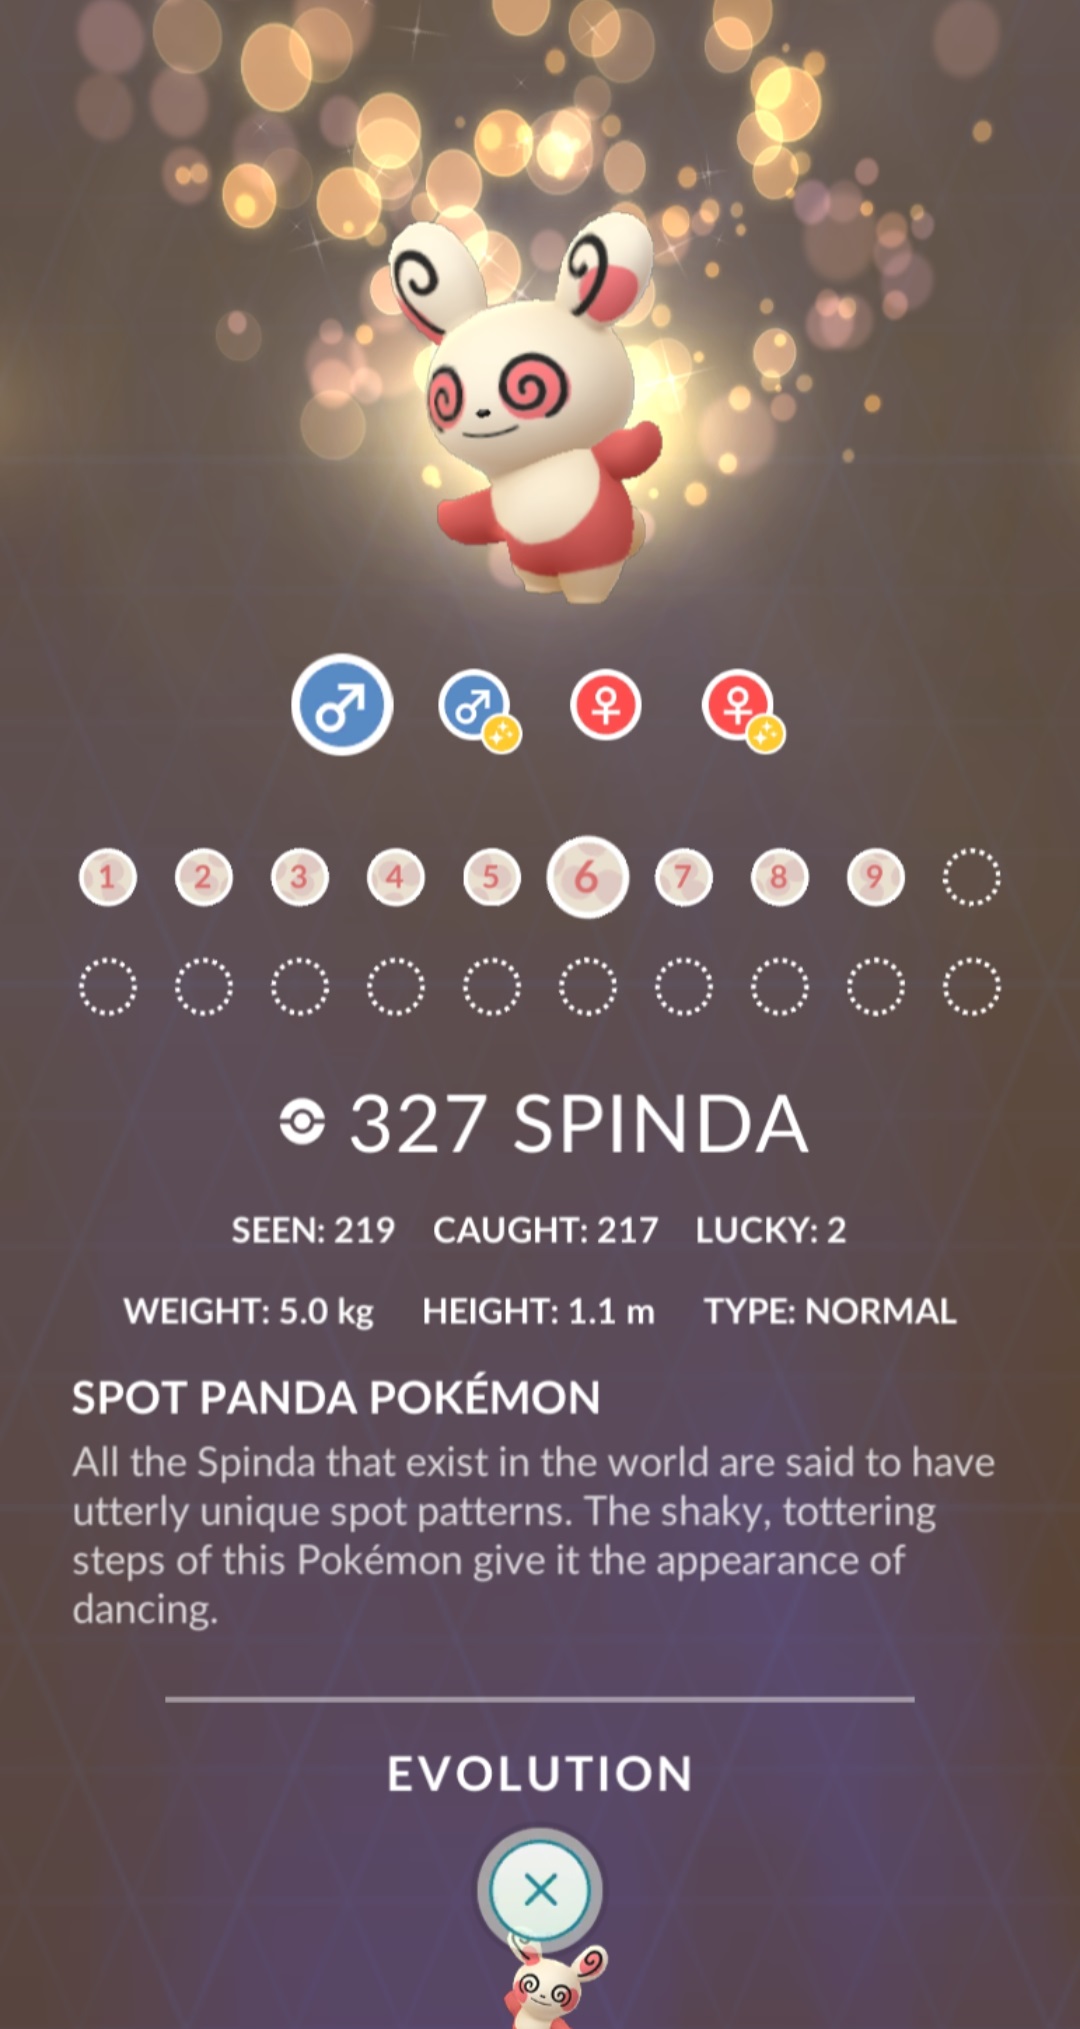 1 2 3 4 5 6 7 8 9
327 SPINDA
SEEN: 219 CAUGHT: 217 LUCKY: 2
WEIGHT: 5.0 kg HEIGHT: 1.1 m TYPE: NORMAL
SPOT PANDA POKÉMON
All the Spinda that exist in the world are said to have
utterly unique spot patterns. The shaky, tottering
steps of this Pokémon give it the appearance of
dancing.
EVOLUTION